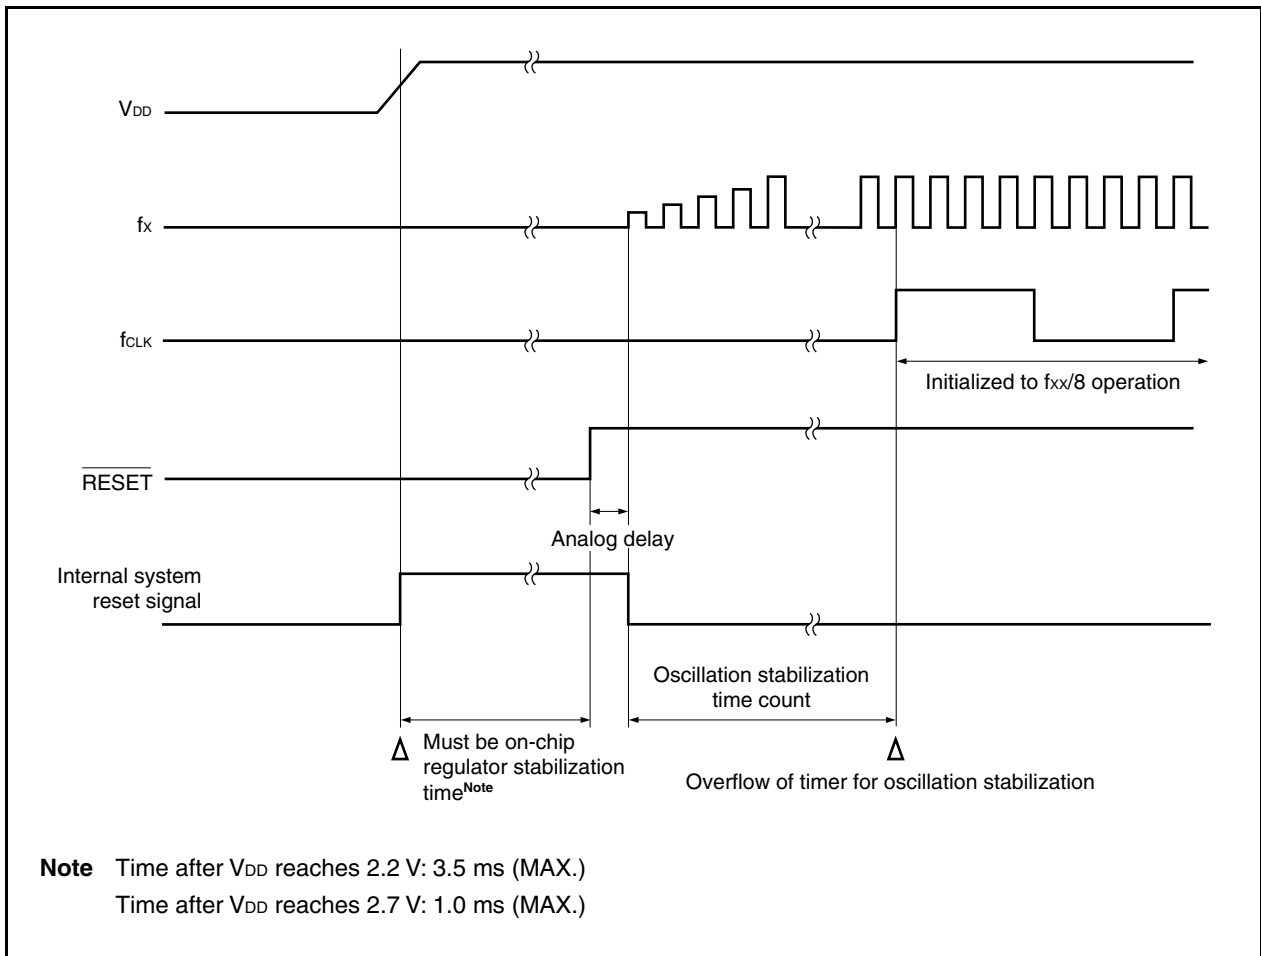 VDD
fX
fCLK
Initialized to fXX/8 operation
RESET
Analog delay
Internal system
reset signal
Oscillation stabilization
time count
Must be on-chip
regulator stabilization
timeNote
Overflow of timer for oscillation stabilization
Note Time after VDD reaches 2.2 V: 3.5 ms (MAX.)
Time after VDD reaches 2.7 V: 1.0 ms (MAX.)